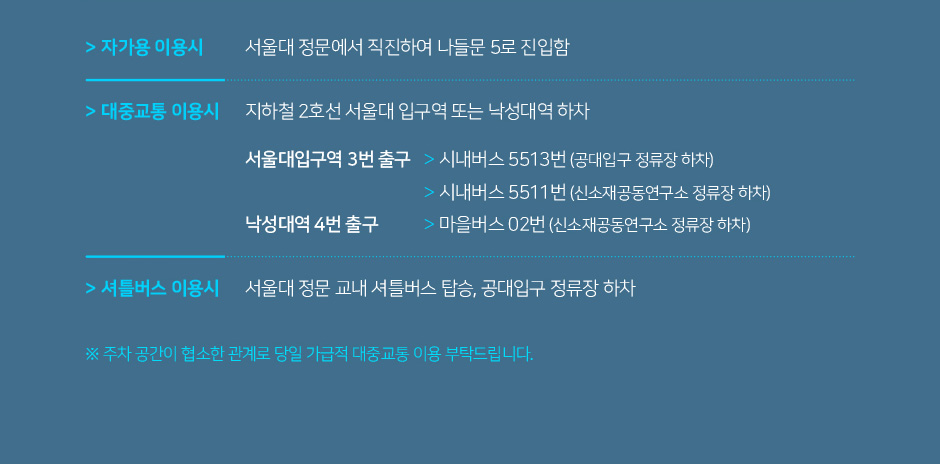 > 자가용 이용시 서울대 정문에서 직진하여 나들문 5로 진입함
> 대중교통 이용시 지하철 2호선 서울대 입구역 또는 낙성대역 하차
서울대입구역 3번 출구 > 시내버스 5513번 (공대입구 정류장 하차)
> 시내버스 5511번 (신소재공동연구소 정류장 하차)
낙성대역 4번 출구 > 마을버스 02번 (신소재공동연구소 정류장 하차)
> 셔틀버스 이용시 서울대 정문 교내 셔틀버스 탑승, 공대입구 정류장 하차
※ 주차 공간이 협소한 관계로 당일 가급적 대중교통 이용 부탁드립니다.